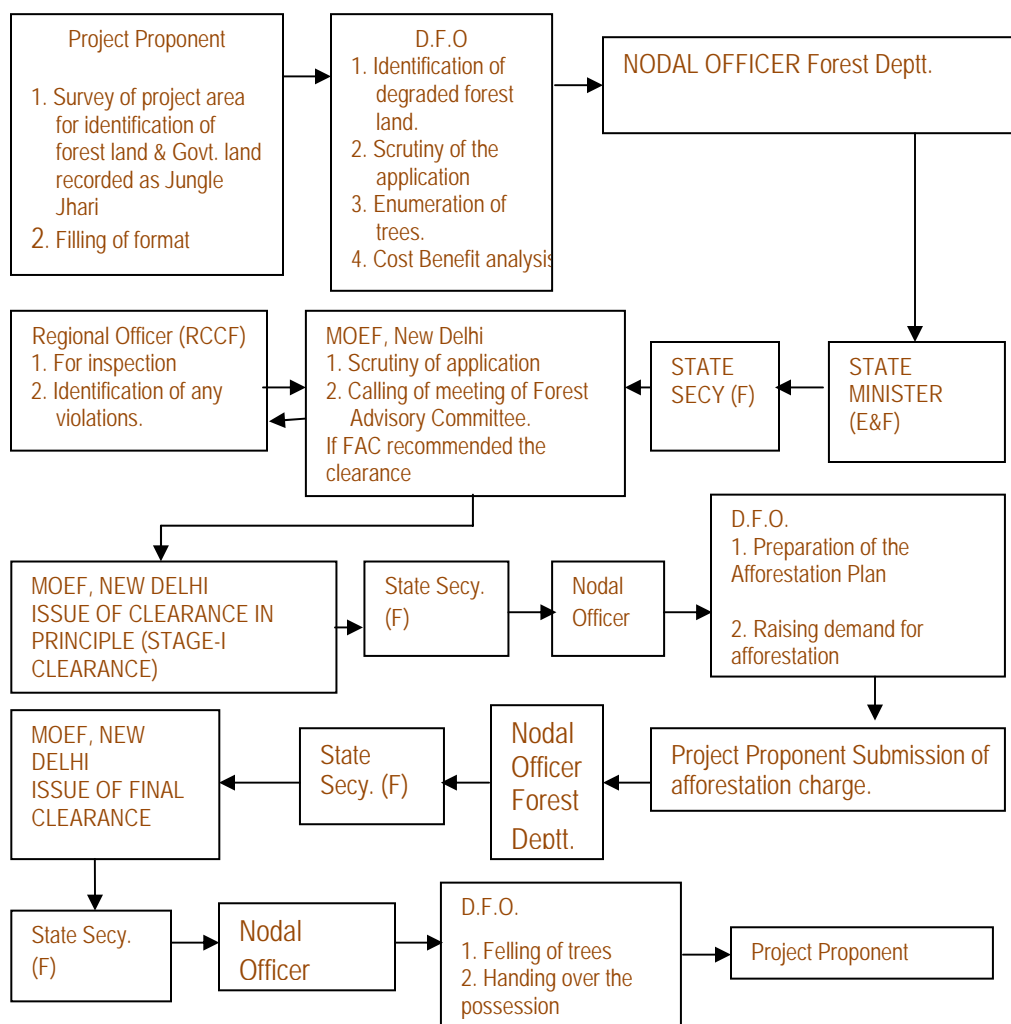 Project Proponent
1. Survey of project area
for identification of
forest land & Govt. land
recorded as Jungle
Jhari
2. Filling of format
D.F.O
1. Identification of
degraded forest
land.
2. Scrutiny of the
application
3. Enumeration of
trees.
4. Cost Benefit analysis
NODAL OFFICER Forest Deptt.
Regional Officer (RCCF)
1. For inspection
2. Identification of any
violations.
MOEF, New Delhi
1. Scrutiny of application
2. Calling of meeting of Forest
Advisory Committee.
If FAC recommended the
clearance
STATE
SECY (F)
STATE
MINISTER
(E&F)
MOEF, NEW DELHI
ISSUE OF CLEARANCE IN
PRINCIPLE (STAGE-I
CLEARANCE)
State Secy.
(F)
Nodal
Officer
D.F.O.
1. Preparation of the
Afforestation Plan
2. Raising demand for
afforestation
MOEF, NEW
DELHI
ISSUE OF FINAL
CLEARANCE
State
Secy. (F)
Nodal
Officer
Forest
Deptt.
Project Proponent Submission of
afforestation charge.
State Secy.
(F)
Nodal
Officer
D.F.O.
1. Felling of trees
2. Handing over the
possession
Project Proponent